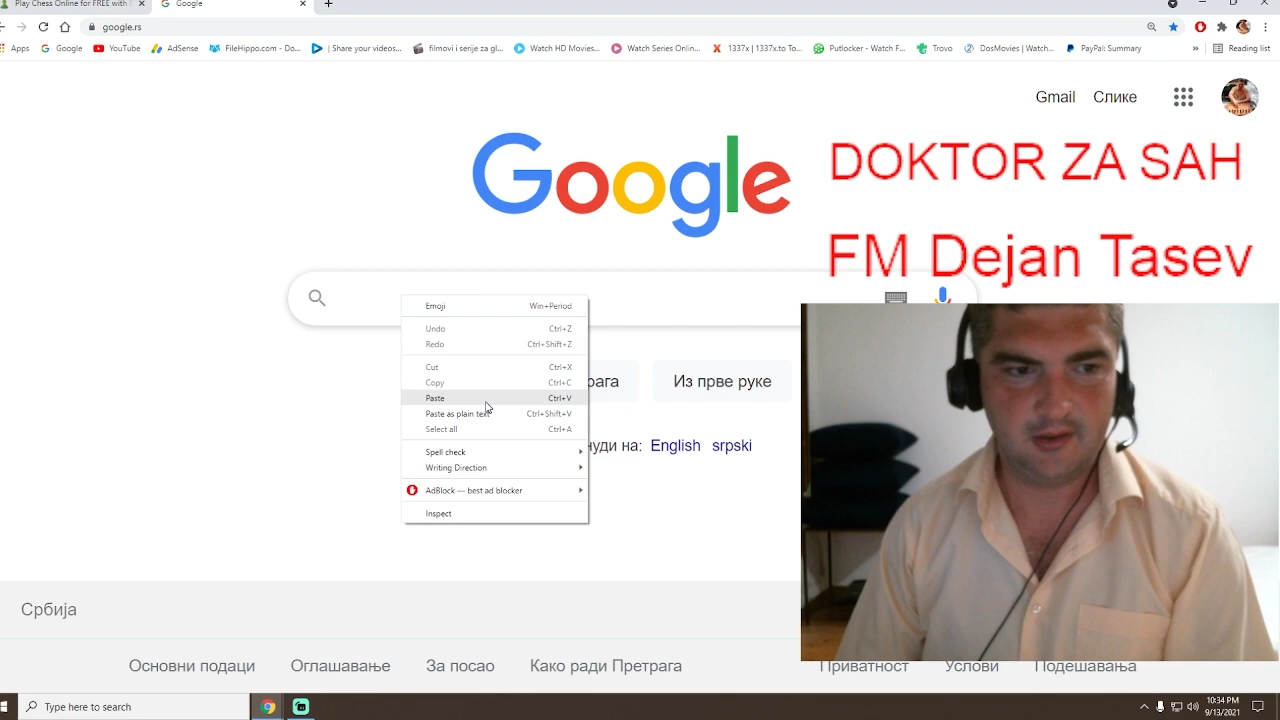 Play Chess Online for FREE with
Google
google.rs
Apps
Google
YouTube
AdSense
FileHippo.com - Do...
| Share your videos...
filmovi i serije za gl...
Watch HD Movies...
Watch Series Onlin...
1337x | 1337x.to To...
Putlocker - Watch F...
Trovo
DosMovies | Watch...
PayPal: Summary
»
Reading list
Gmail
Слике
Google
DOKTOR ZA SAH
FM Dejan Tasev
Emoji Win+Period
Undo Ctrl+Z
Redo Ctrl+Shift+Z
Cut Ctrl+X
Copy Ctrl+C
Paste Ctrl+V
Paste as plain text Ctrl+Shift+V
Select all Ctrl+A
Spell check
Writing Direction
AdBlock — best ad blocker
Inspect
Из прве руке
на: English srpski
Србија
Основни подаци
Оглашавање
За посао
Како ради Претрага
Приватност
Услови
Подешавања
Type here to search
10:34 PM
9/13/2021